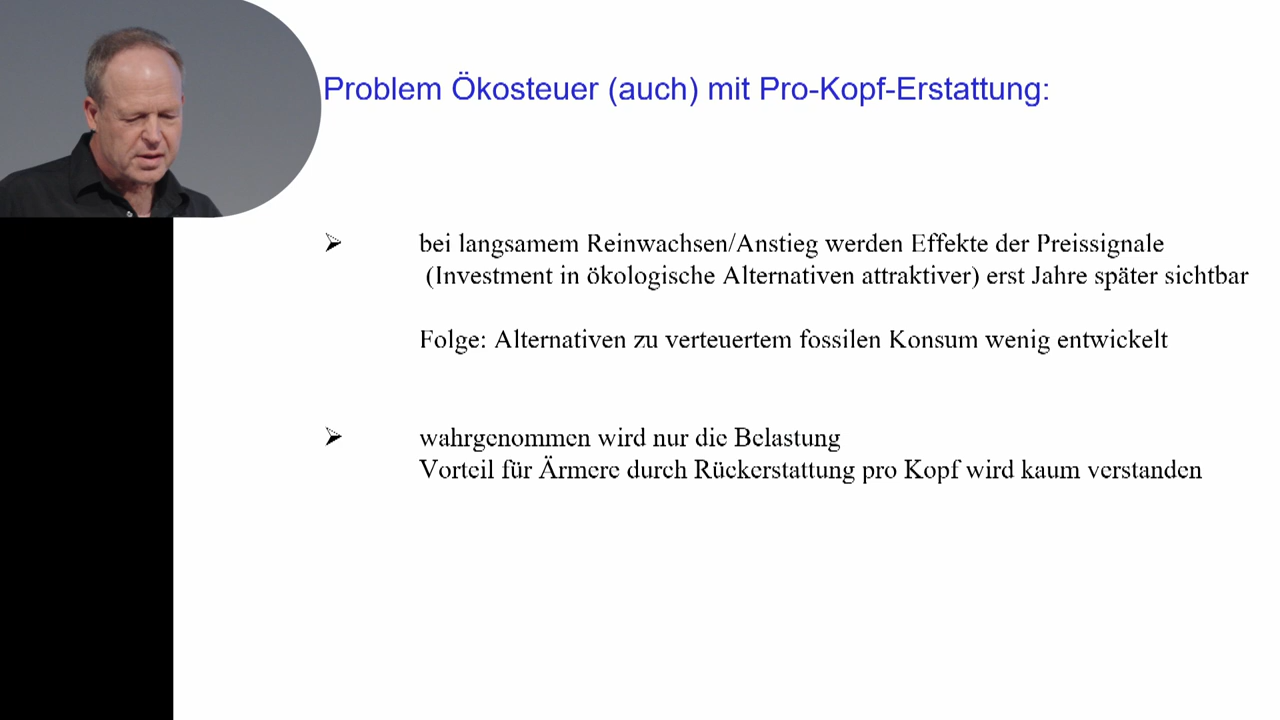 Problem Ökosteuer (auch) mit Pro-Kopf-Erstattung:
bei langsamem Reinwachsen/Anstieg werden Effekte der Preissignale
(Investment in ökologische Alternativen attraktiver) erst Jahre später sichtbar
Folge: Alternativen zu verteuertem fossilen Konsum wenig entwickelt
wahrgenommen wird nur die Belastung
Vorteil für Ärmere durch Rückerstattung pro Kopf wird kaum verstanden